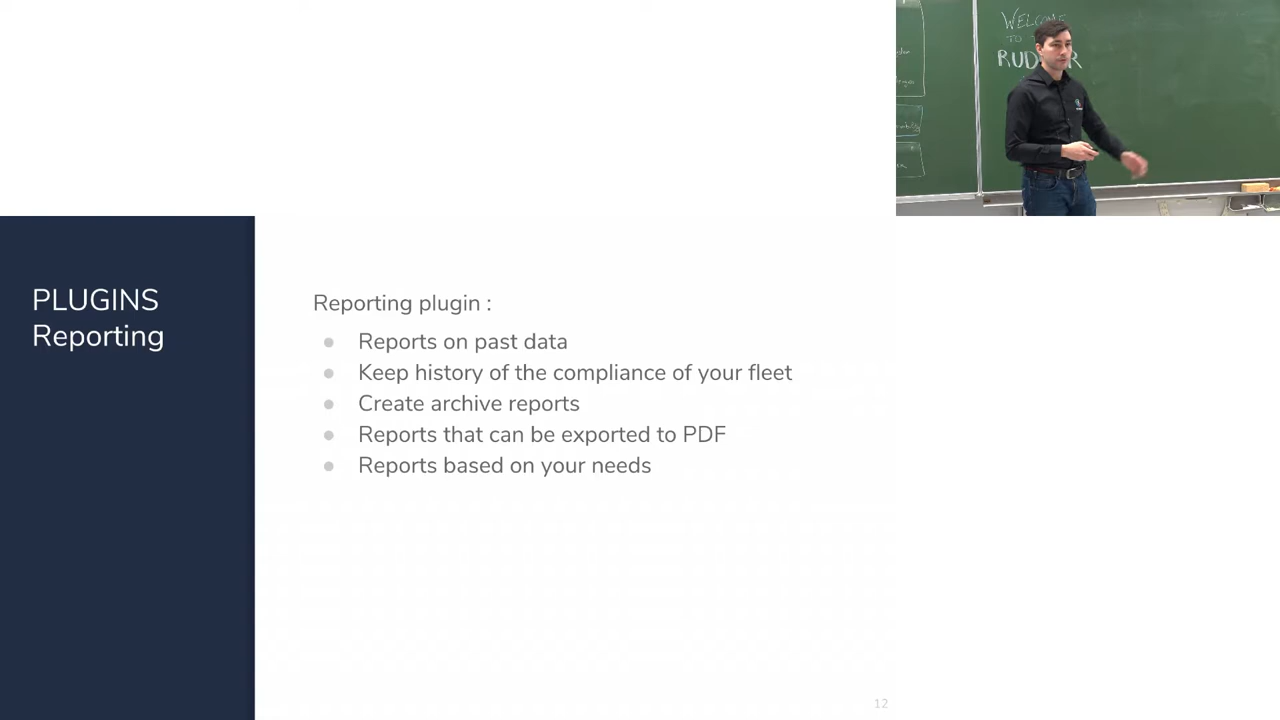 WELCOME
TO
PLUGINS
Reporting
Reporting plugin :
Reports on past data
Keep history of the compliance of your fleet
Create archive reports
Reports that can be exported to PDF
Reports based on your needs
12